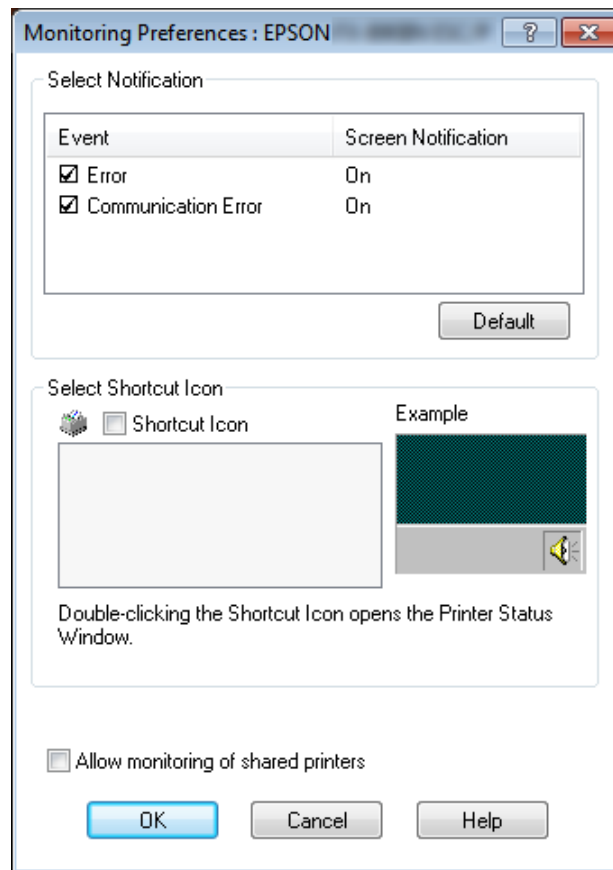 Monitoring Preferences : EPSON
Select Notification
Event Screen Notification
Error On
Communication Error On
Default
Select Shortcut Icon
Shortcut Icon
Example
Double-clicking the Shortcut Icon opens the Printer Status
Window.
Allow monitoring of shared printers
OK Cancel Help